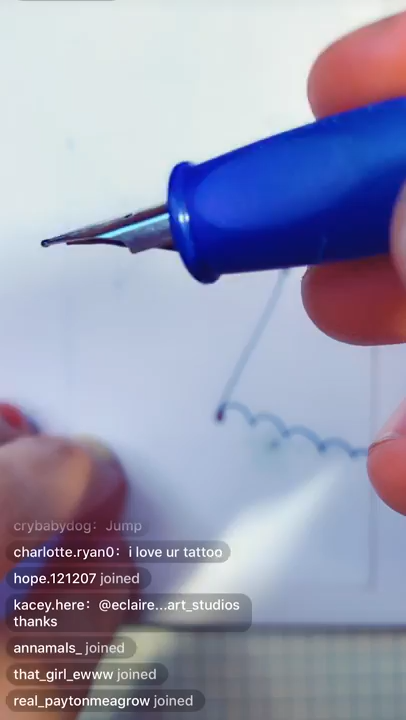 crybabydog: Jump
charlotte.ryan0: i love ur tattoo
hope.121207 joined
kacey.here: @eclaire...art_studios
thanks
annamals_ joined
that_girl_ewww joined
real_paytonmeagrow joined